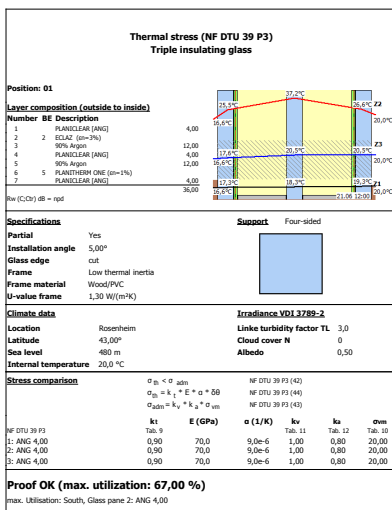 Thermal stress (NF DTU 39 P3)
Triple insulating glass
Position: 01
Layer composition (outside to inside)
Number BE Description
1 PLANICLEAR [ANG] 4,00
2 2 ECLAZ (εn=3%)
3 90% Argon 12,00
4 PLANICLEAR [ANG] 4,00
5 90% Argon 12,00
6 5 PLANITHERM ONE (εn=1%)
7 PLANICLEAR [ANG] 4,00
36,00
Rw (C;Ctr) dB = npd
37,2°C
25,5°C 26,6°C Z2
16,6°C 20,0°C
Z3
17,6°C 20,5°C 20,5°C
16,6°C 20,0°C
17,3°C 18,3°C 19,3°C Z1
16,6°C 20,0°C
21.06 12:00
Specifications
Partial Yes
Installation angle 5,00°
Glass edge cut
Frame Low thermal inertia
Frame material Wood/PVC
U-value frame 1,30 W/(m²K)
Support Four-sided
Climate data
Location Rosenheim
Latitude 43,00°
Sea level 480 m
Internal temperature 20,0 °C
Irradiance VDI 3789-2
Linke turbidity factor TL 3,0
Cloud cover N 0
Albedo 0,50
Stress comparison
σ th < σ adm NF DTU 39 P3 (42)
σth = k t * E * α * δθ NF DTU 39 P3 (44)
σadm = k v * k a * σ vm NF DTU 39 P3 (43)
kt E (GPa) α (1/K) kv ka σvm
NF DTU 39 P3 Tab. 9 Tab. 11 Tab. 12 Tab. 10
1: ANG 4,00 0,90 70,0 9,0e-6 1,00 0,80 20,00
2: ANG 4,00 0,90 70,0 9,0e-6 1,00 0,80 20,00
3: ANG 4,00 0,90 70,0 9,0e-6 1,00 0,80 20,00
Proof OK (max. utilization: 67,00 %)
max. Utilisation: South, Glass pane 2: ANG 4,00